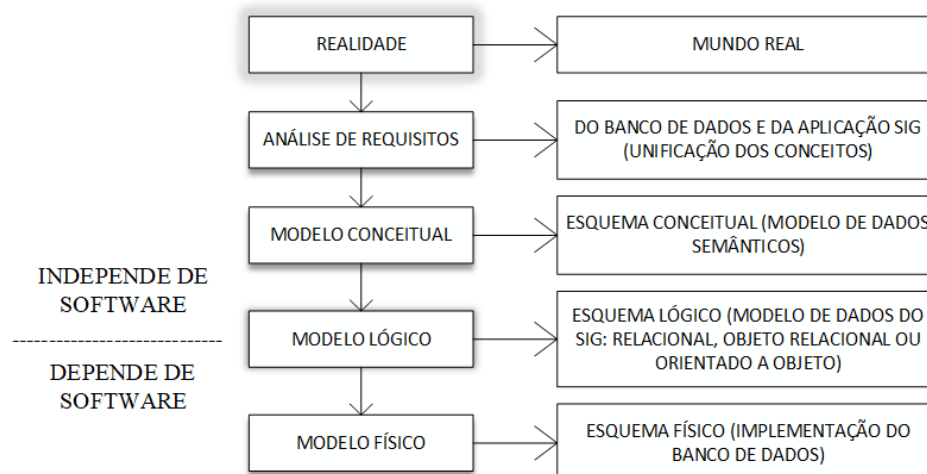 REALIDADE
MUNDO REAL
ANÁLISE DE REQUISITOS
DO BANCO DE DADOS E DA APLICAÇÃO SIG
(UNIFICAÇÃO DOS CONCEITOS)
MODELO CONCEITUAL
ESQUEMA CONCEITUAL (MODELO DE DADOS
SEMÂNTICOS)
INDEPENDE DE
SOFTWARE
MODELO LÓGICO
ESQUEMA LÓGICO (MODELO DE DADOS DO
SIG: RELACIONAL, OBJETO RELACIONAL OU
ORIENTADO A OBJETO)
DEPENDE DE
SOFTWARE
MODELO FÍSICO
ESQUEMA FÍSICO (IMPLEMENTAÇÃO DO
BANCO DE DADOS)